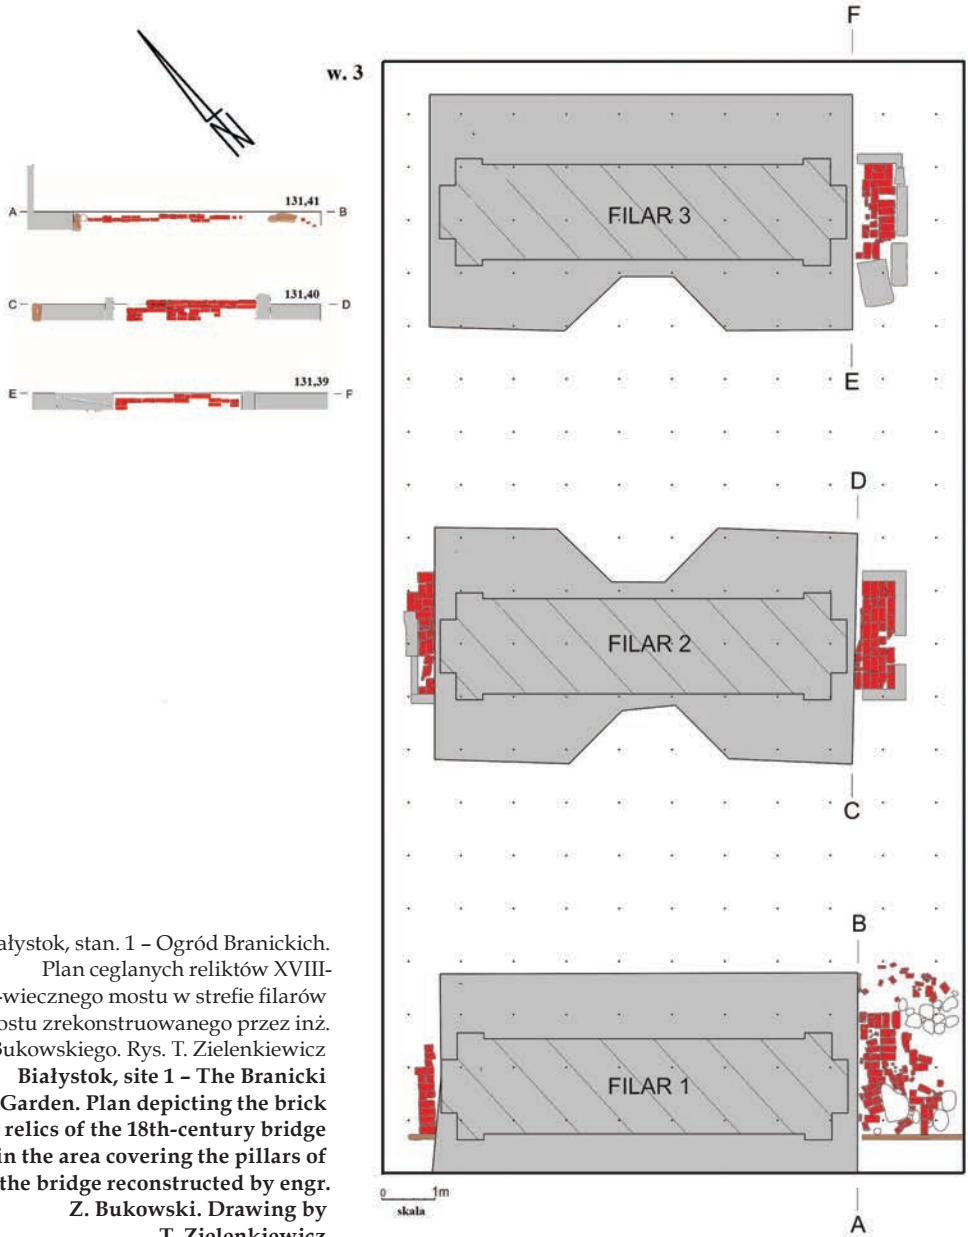 F
w. 3
N
A
131,41
B
FILAR 3
C
131,40
D
E
131,39
F
E
D
FILAR 2
C
B
ałystok, stan. 1 – Ogród Branickich.
Plan ceglanych reliktów XVIII-
-wiecznego mostu w strefie filarów
ostu zrekonstruowanego przez inż.
Bukowskiego. Rys. T. Zielenkiewicz
Białystok, site 1 – The Branicki
Garden. Plan depicting the brick
relics of the 18th-century bridge
in the area covering the pillars of
the bridge reconstructed by engr.
Z. Bukowski. Drawing by
T. Zielenkiewicz
FILAR 1
0 1m
skala
A